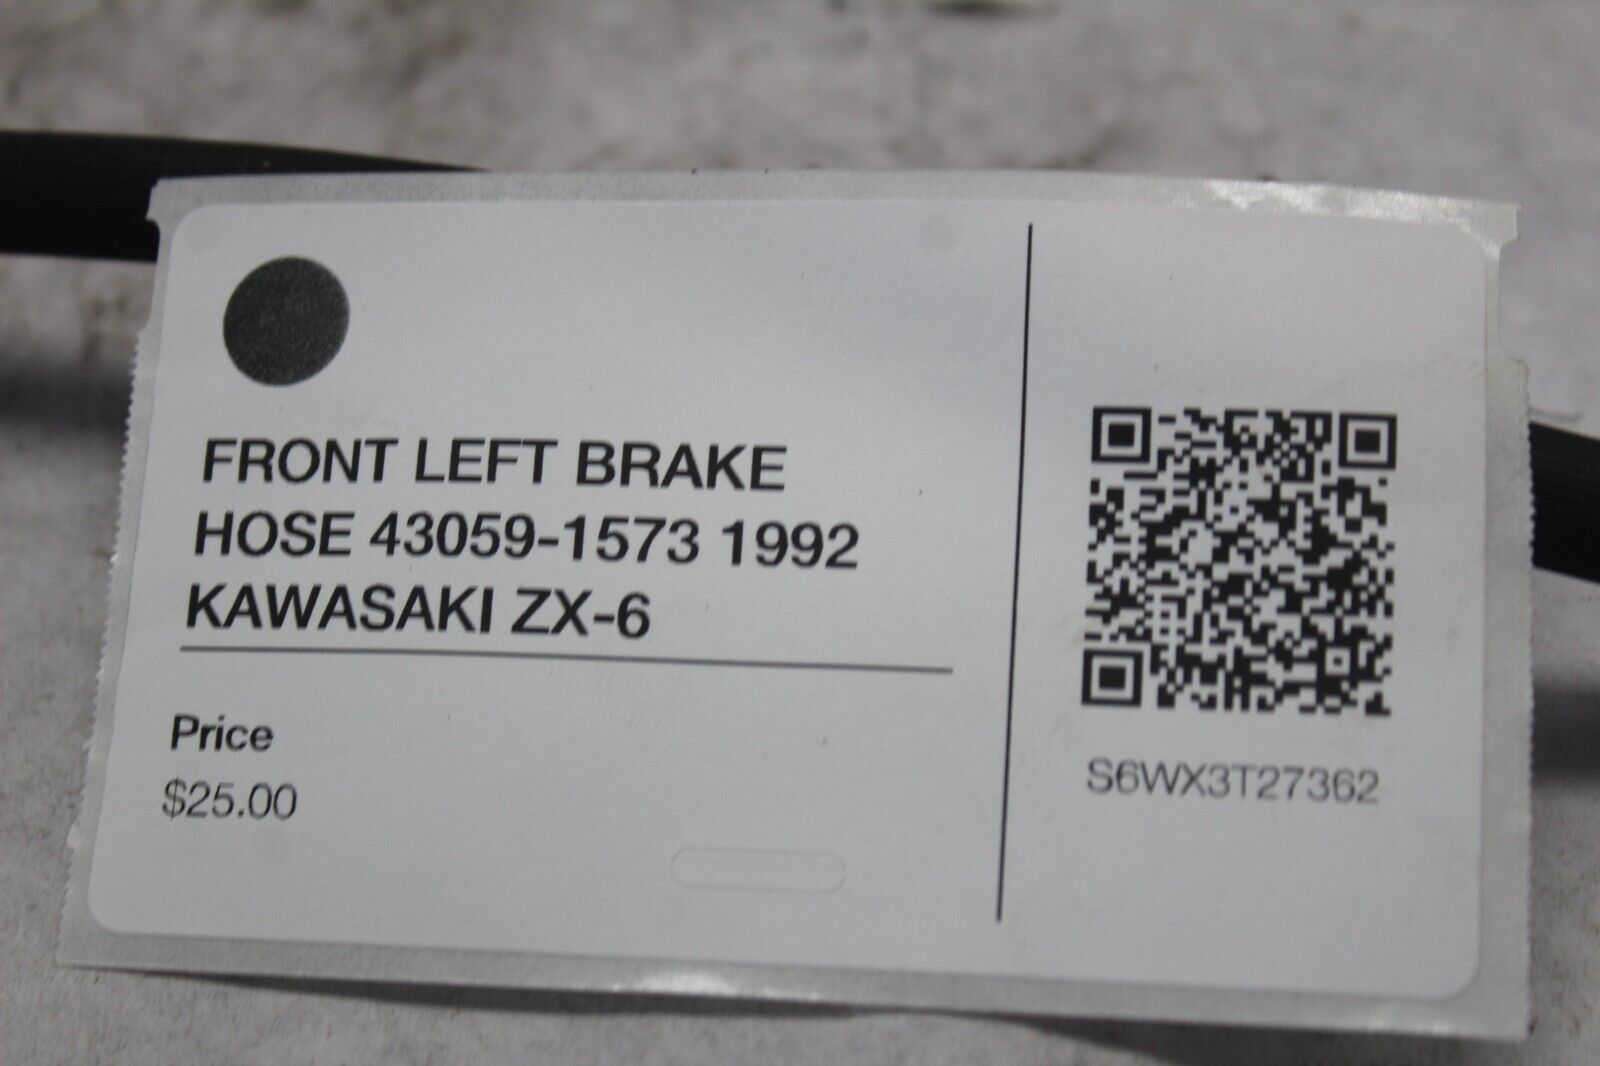 FRONT LEFT BRAKE
HOSE 43059-1573 1992
KAWASAKI ZX-6
Price
$25.00
S6WX3T27362